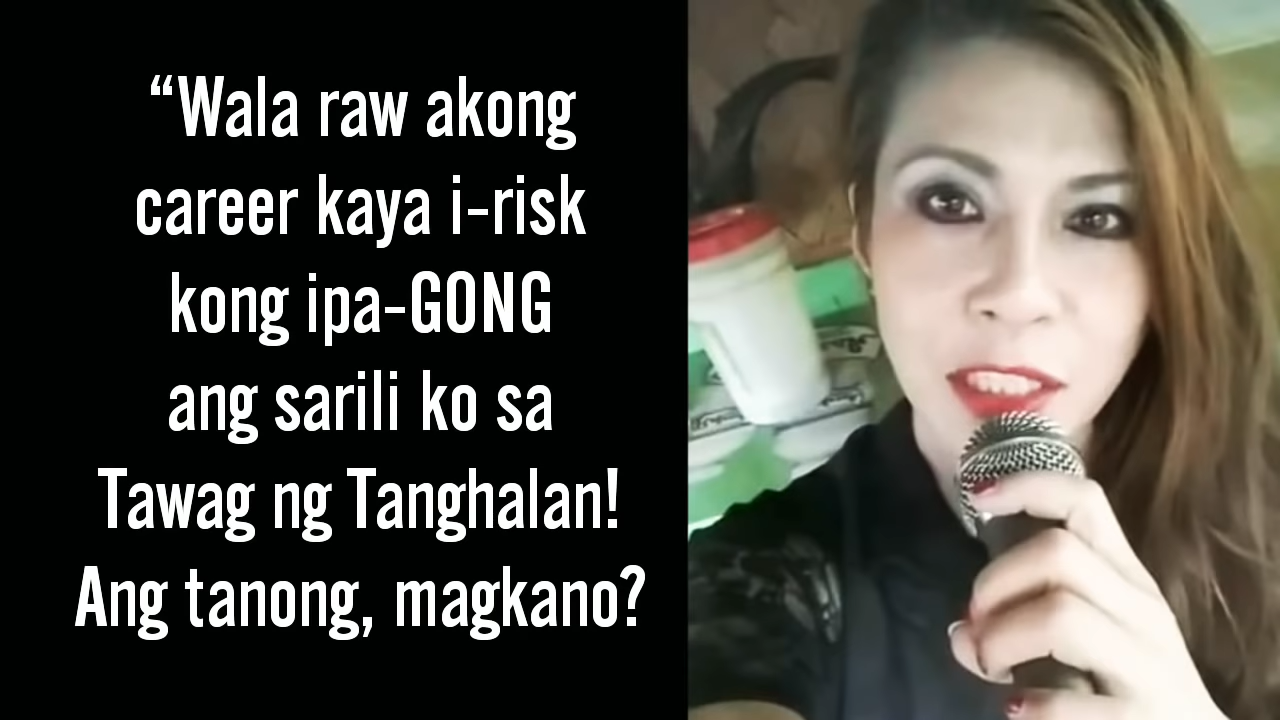 “Wala raw akong
career kaya i-risk
kong ipa-GONG
ang sarili ko sa
Tawag ng Tanghalan!
Ang tanong, magkano?